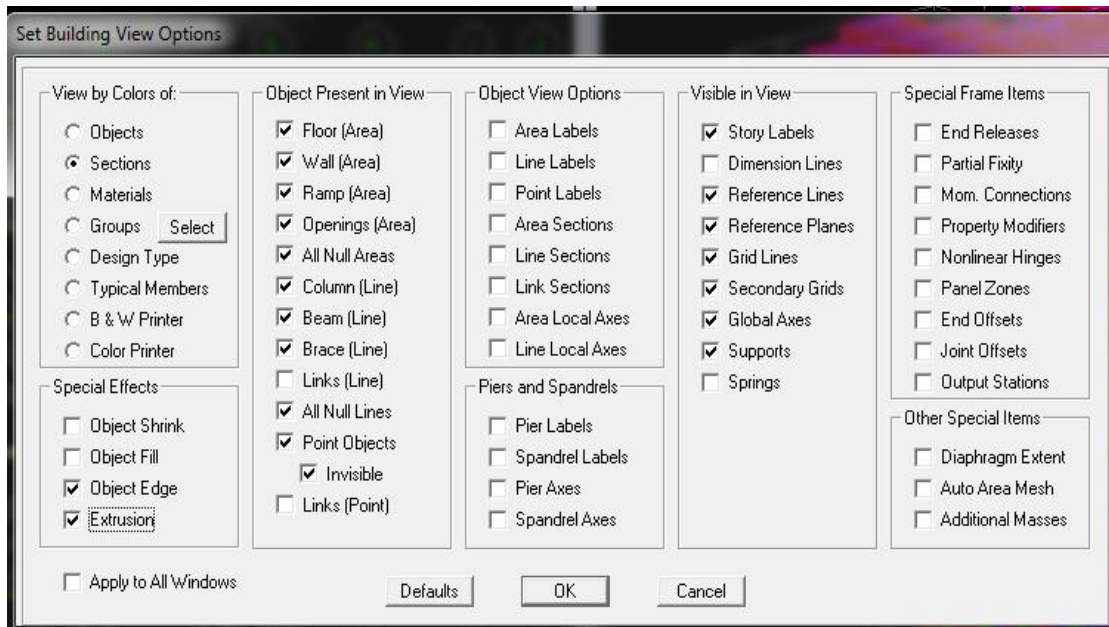 Set Building View Options
View by Colors of:
Objects
Sections
Materials
Groups Select
Design Type
Typical Members
B & W Printer
Color Printer
Special Effects
Object Shrink
Object Fill
Object Edge
Extrusion
Apply to All Windows
Object Present in View
Floor (Area)
Wall (Area)
Ramp (Area)
Openings (Area)
All Null Areas
Column (Line)
Beam (Line)
Brace (Line)
Links (Line)
All Null Lines
Point Objects
Invisible
Links (Point)
Object View Options
Area Labels
Line Labels
Point Labels
Area Sections
Line Sections
Link Sections
Area Local Axes
Line Local Axes
Piers and Spandrels
Pier Labels
Spandrel Labels
Pier Axes
Spandrel Axes
Visible in View
Story Labels
Dimension Lines
Reference Lines
Reference Planes
Grid Lines
Secondary Grids
Global Axes
Supports
Springs
Special Frame Items
End Releases
Partial Fixity
Mom. Connections
Property Modifiers
Nonlinear Hinges
Panel Zones
End Offsets
Joint Offsets
Output Stations
Other Special Items
Diaphragm Extent
Auto Area Mesh
Additional Masses
Defaults OK Cancel